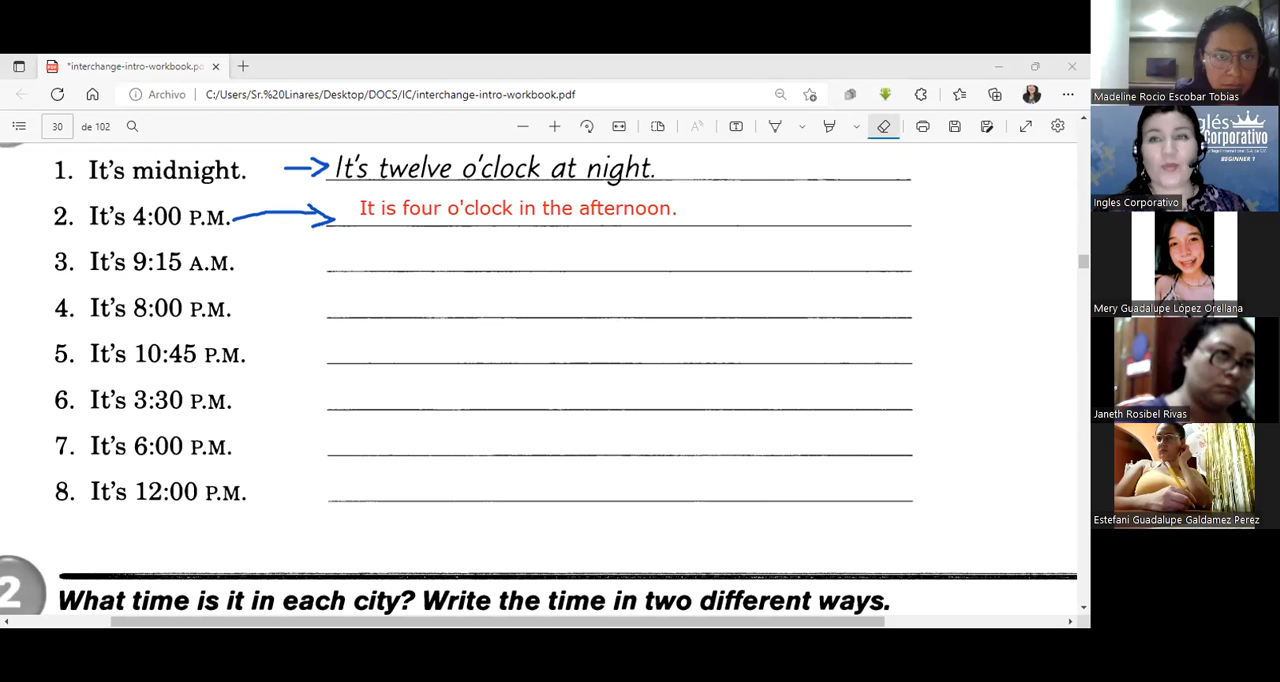 *interchange-intro-workbook.pc
Archivo
C:/Users/Sr.%20Linares/Desktop/DOCS/IC/interchange-intro-workbook.pdf
30 de 102
1. It's midnight. It's twelve o'clock at night.
2. It's 4:00 P.M. It is four o'clock in the afternoon.
3. It's 9:15 A.M.
4. It's 8:00 P.M.
5. It's 10:45 P.M.
6. It's 3:30 P.M.
7. It's 6:00 P.M.
8. It's 12:00 P.M.
2 What time is it in each city? Write the time in two different ways.
Madeline Rocio Escobar Tobias
glés
Corporativo
BEGINNER 1
Ingles Corporativo
Mery Guadalupe López Orellana
Janeth Rosibel Rivas
Estefani Guadalupe Galdamez Perez